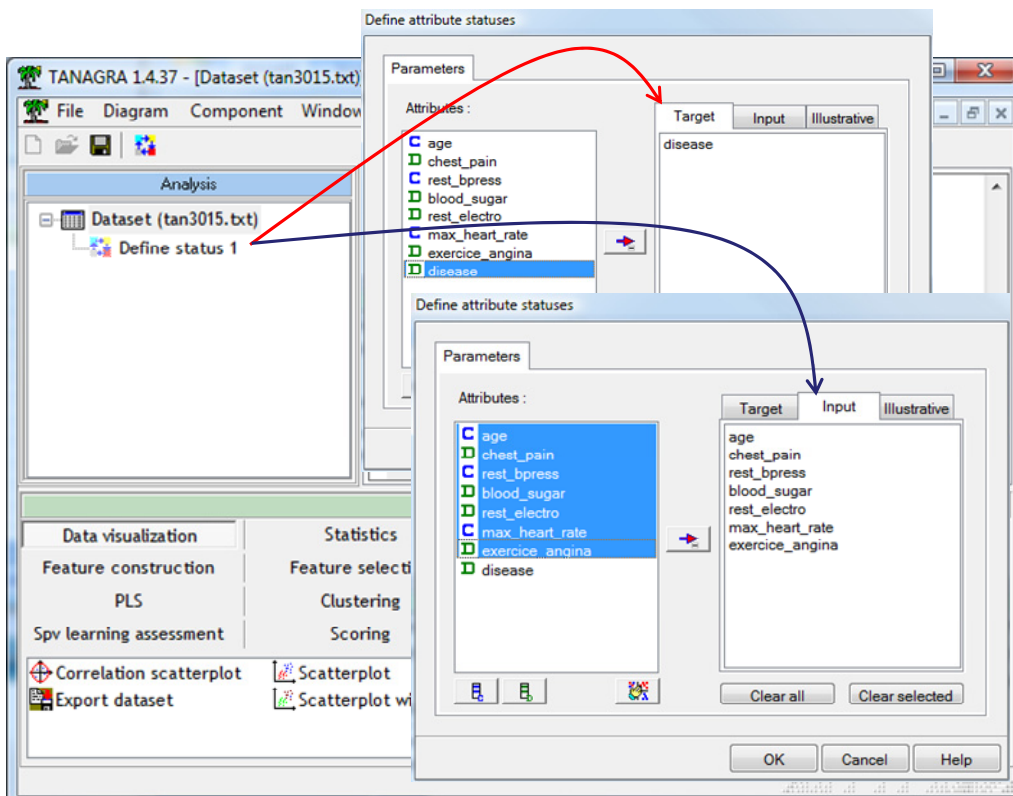 Define attribute statuses
Parameters
Attributes :
C age
D chest_pain
C rest_bpress
D blood_sugar
D rest_electro
C max_heart_rate
D exercice_angina
D disease
Target Input Illustrative
disease
TANAGRA 1.4.37 - [Dataset (tan3015.txt)
File Diagram Component Window
Analysis
Dataset (tan3015.txt)
Define status 1
Define attribute statuses
Parameters
Attributes :
C age
D chest_pain
C rest_bpress
D blood_sugar
D rest_electro
C max_heart_rate
D exercice_angina
D disease
Target Input Illustrative
age
chest_pain
rest_bpress
blood_sugar
rest_electro
max_heart_rate
exercice_angina
Clear all Clear selected
OK Cancel Help
Data visualization Statistics
Feature construction Feature selecti
PLS Clustering
Spv learning assessment Scoring
Correlation scatterplot Scatterplot
Export dataset Scatterplot wi